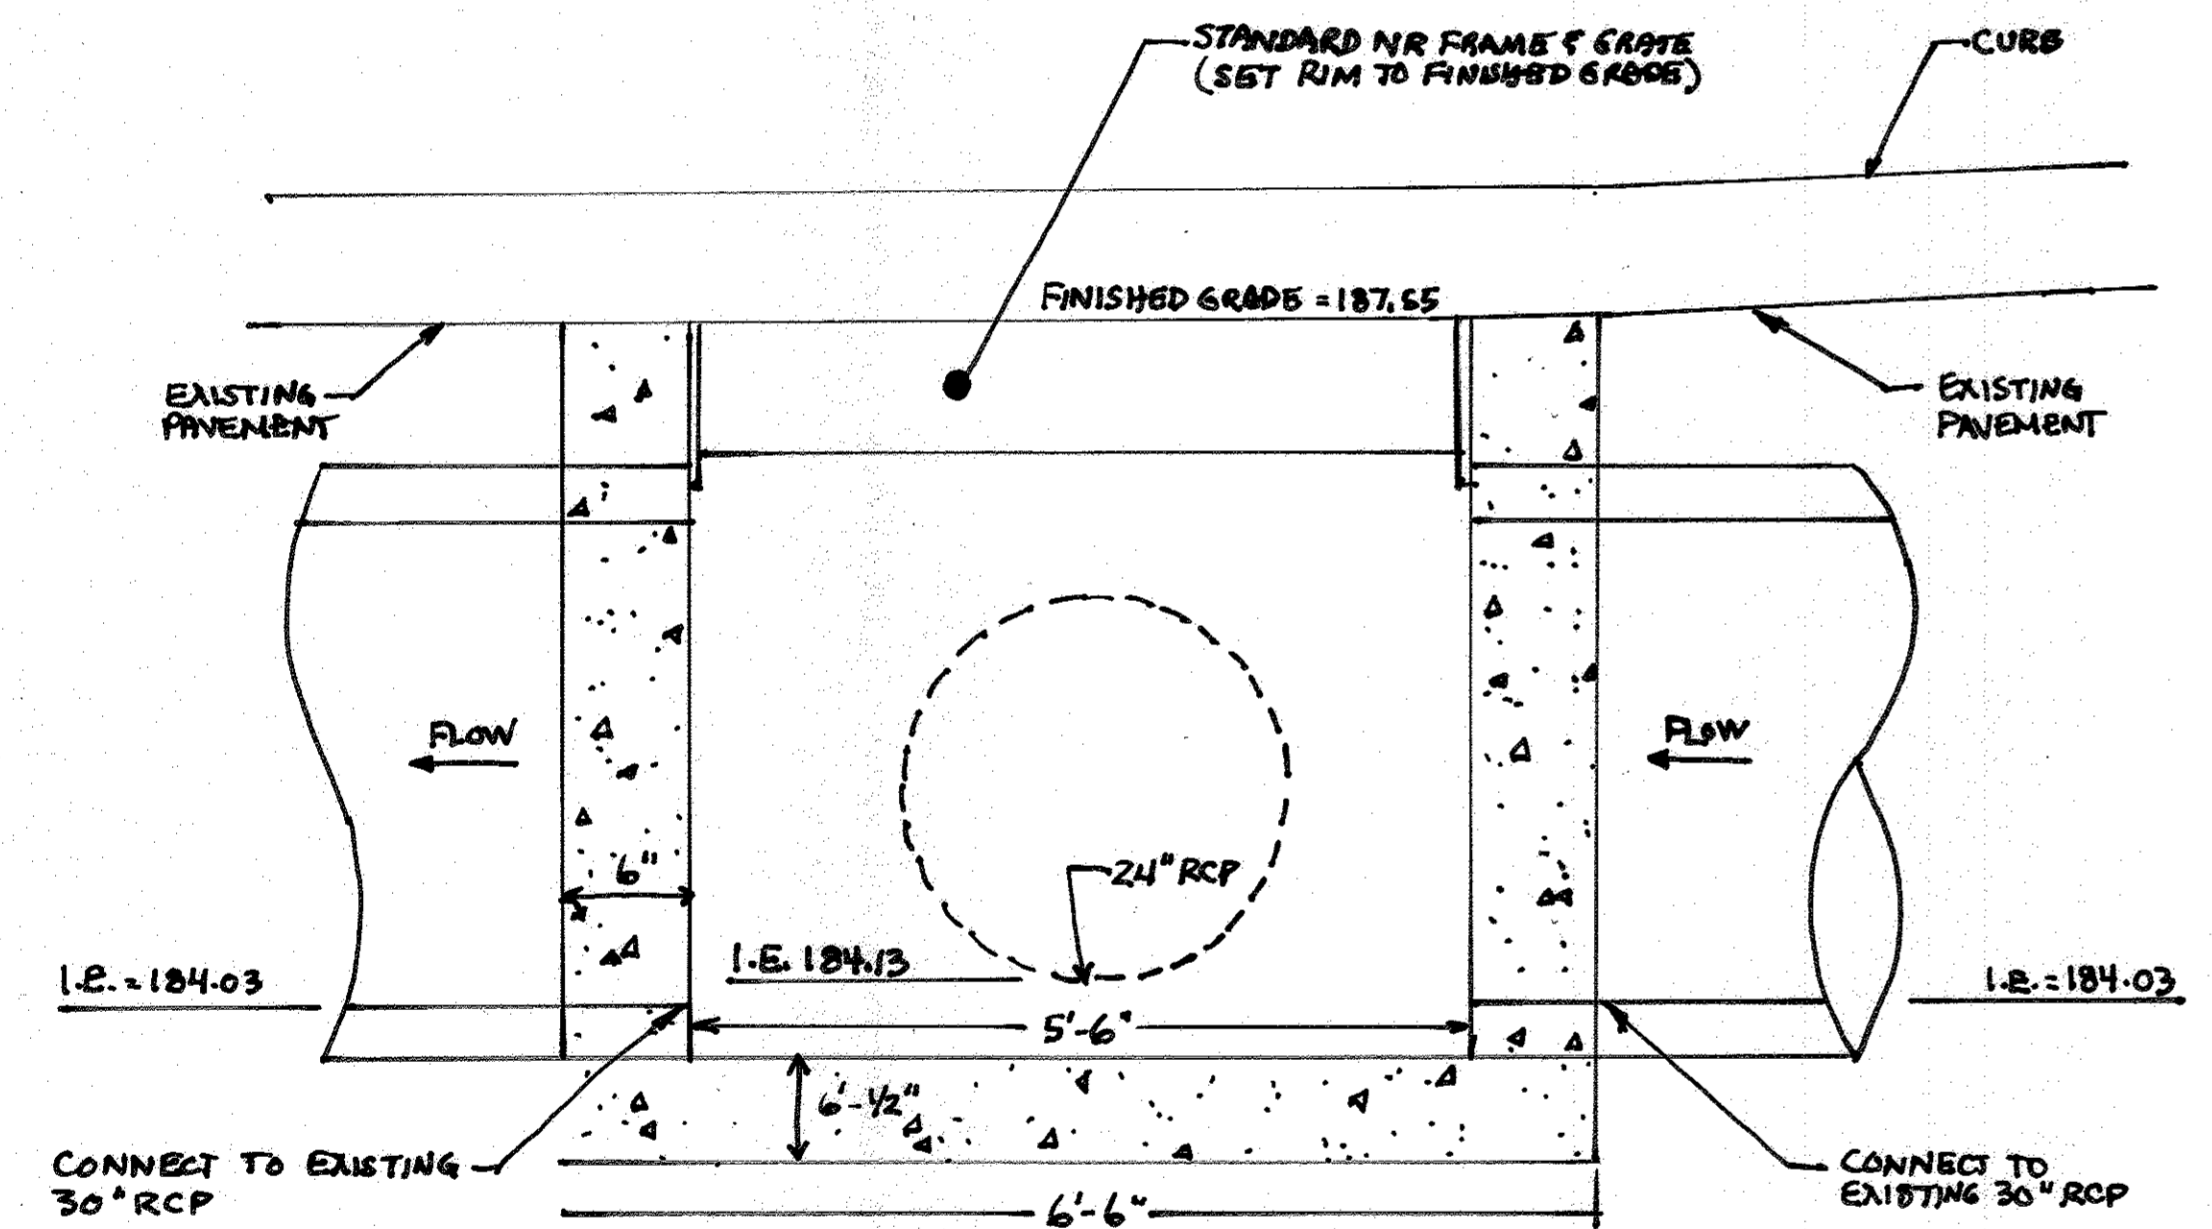 STANDARD NR FRAME & GRATE
(SET RIM TO FINISHED GRADE)
CURB
FINISHED GRADE = 187.55
EXISTING
PAVEMENT
EXISTING
PAVEMENT
FLOW
FLOW
6"
24" RCP
I.E. = 184.03
I.E. 184.13
I.E. = 184.03
5'-6"
6'-1/2"
CONNECT TO EXISTING
30" RCP
CONNECT TO
EXISTING 30" RCP
6'-6"